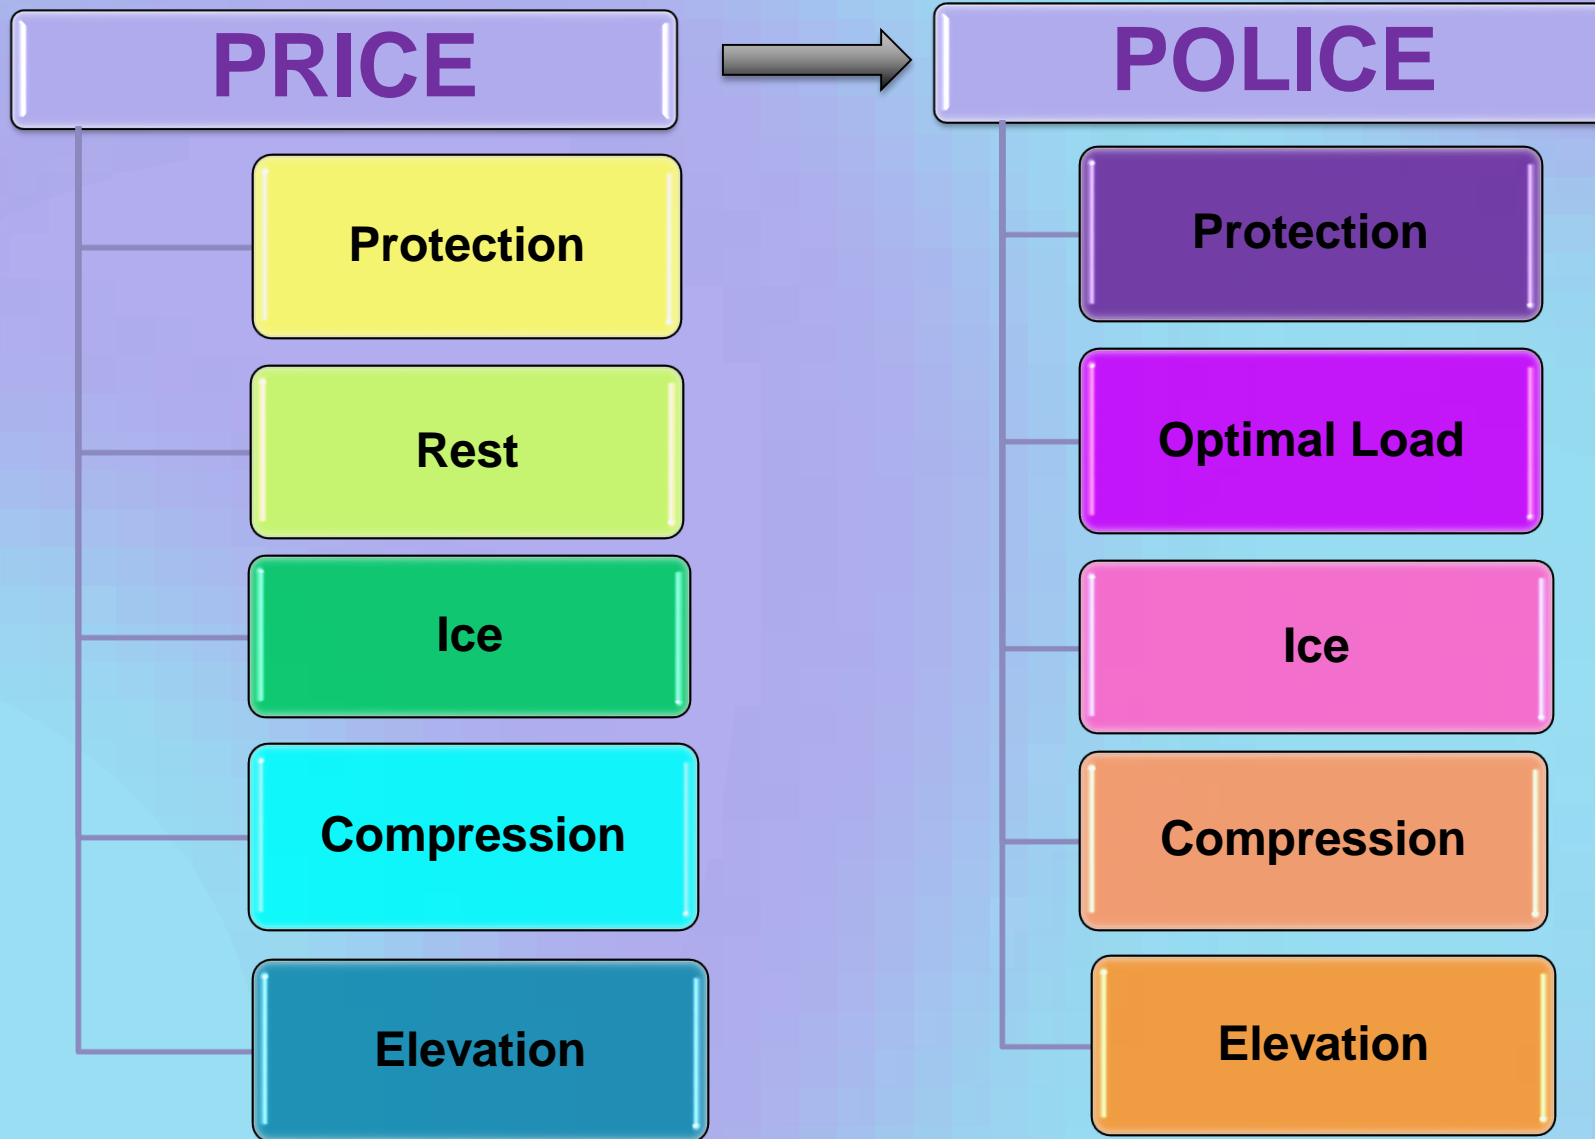 PRICE
Protection
Rest
Ice
Compression
Elevation
POLICE
Protection
Optimal Load
Ice
Compression
Elevation